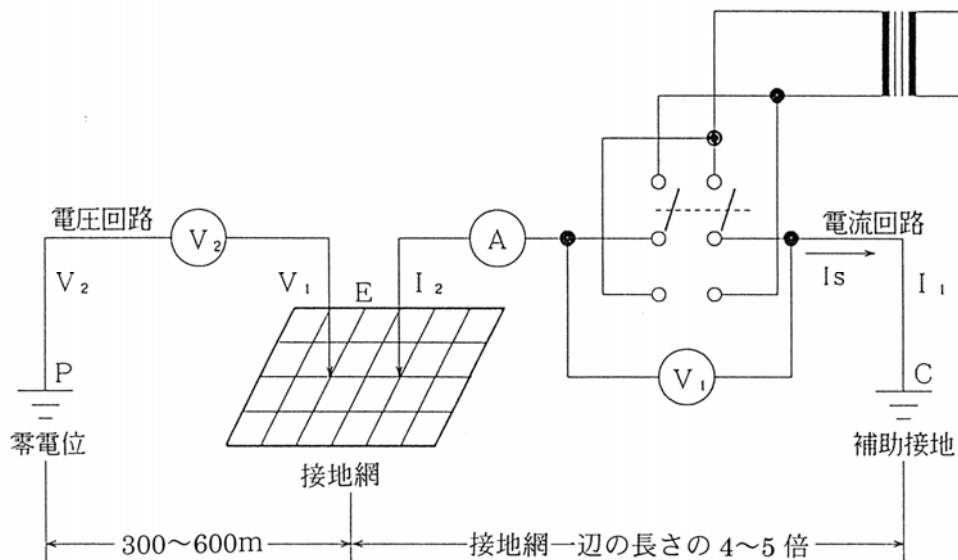 電圧回路
V₂
A
電流回路
V₂
V₁
E
I₂
Is
I₁
P
V₁
C
零電位
接地網
補助接地
300〜600m
接地網一辺の長さの4〜5倍